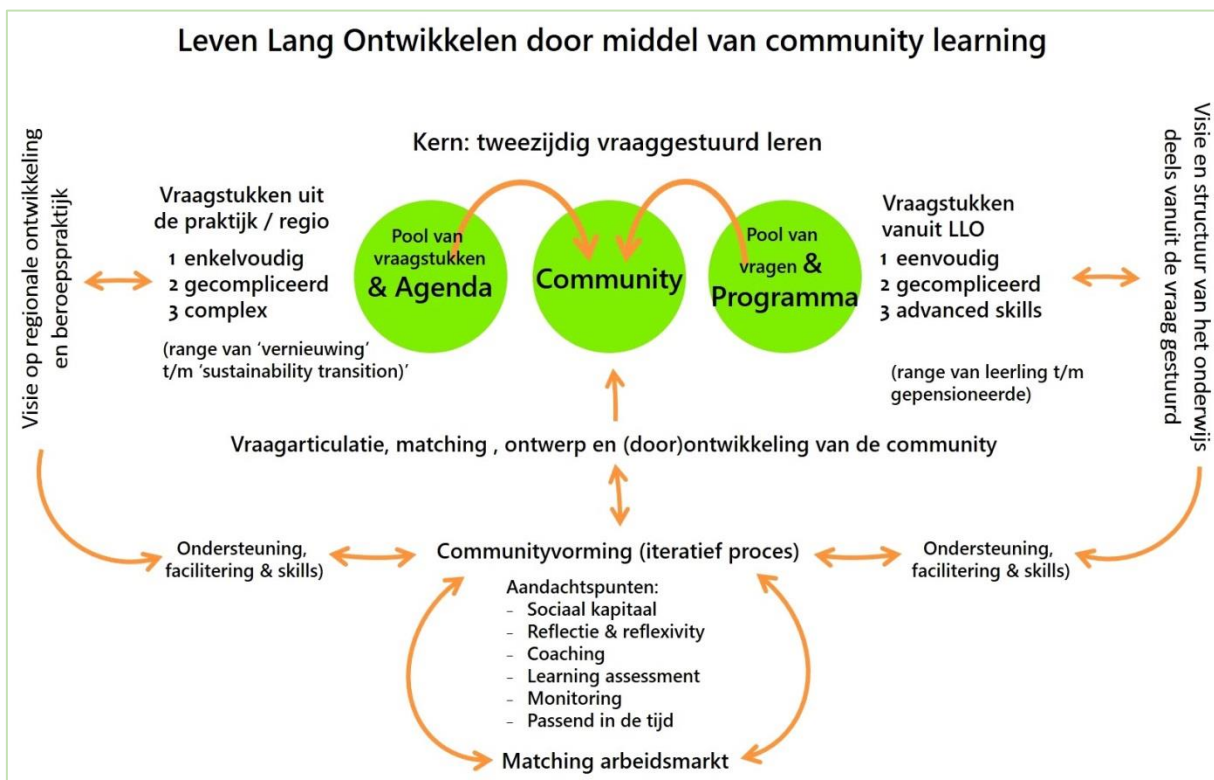 Leven Lang Ontwikkelen door middel van community learning
Visie op regionale ontwikkeling
en beroepspraktijk
Kern: tweezijdig vraaggestuurd leren
Vraagstukken uit
de praktijk / regio
1 enkelvoudig
2 gecompliceerd
3 complex
(range van ‘vernieuwing’
t/m ‘sustainability transition)’
Pool van
vraagstukken
& Agenda
Community
Pool van
vragen &
Programma
Vraagstukken
vanuit LLO
1 eenvoudig
2 gecompliceerd
3 advanced skills
(range van leerling t/m
gepensioneerde)
Visie en structuur van het onderwijs
deels vanuit de vraag gestuurd
Vraagarticulatie, matching , ontwerp en (door)ontwikkeling van de community
Ondersteuning,
facilitering & skills)
Communityvorming (iteratief proces)
Ondersteuning,
facilitering & skills)
Aandachtspunten:
- Sociaal kapitaal
- Reflectie & reflexivity
- Coaching
- Learning assessment
- Monitoring
- Passend in de tijd
Matching arbeidsmarkt